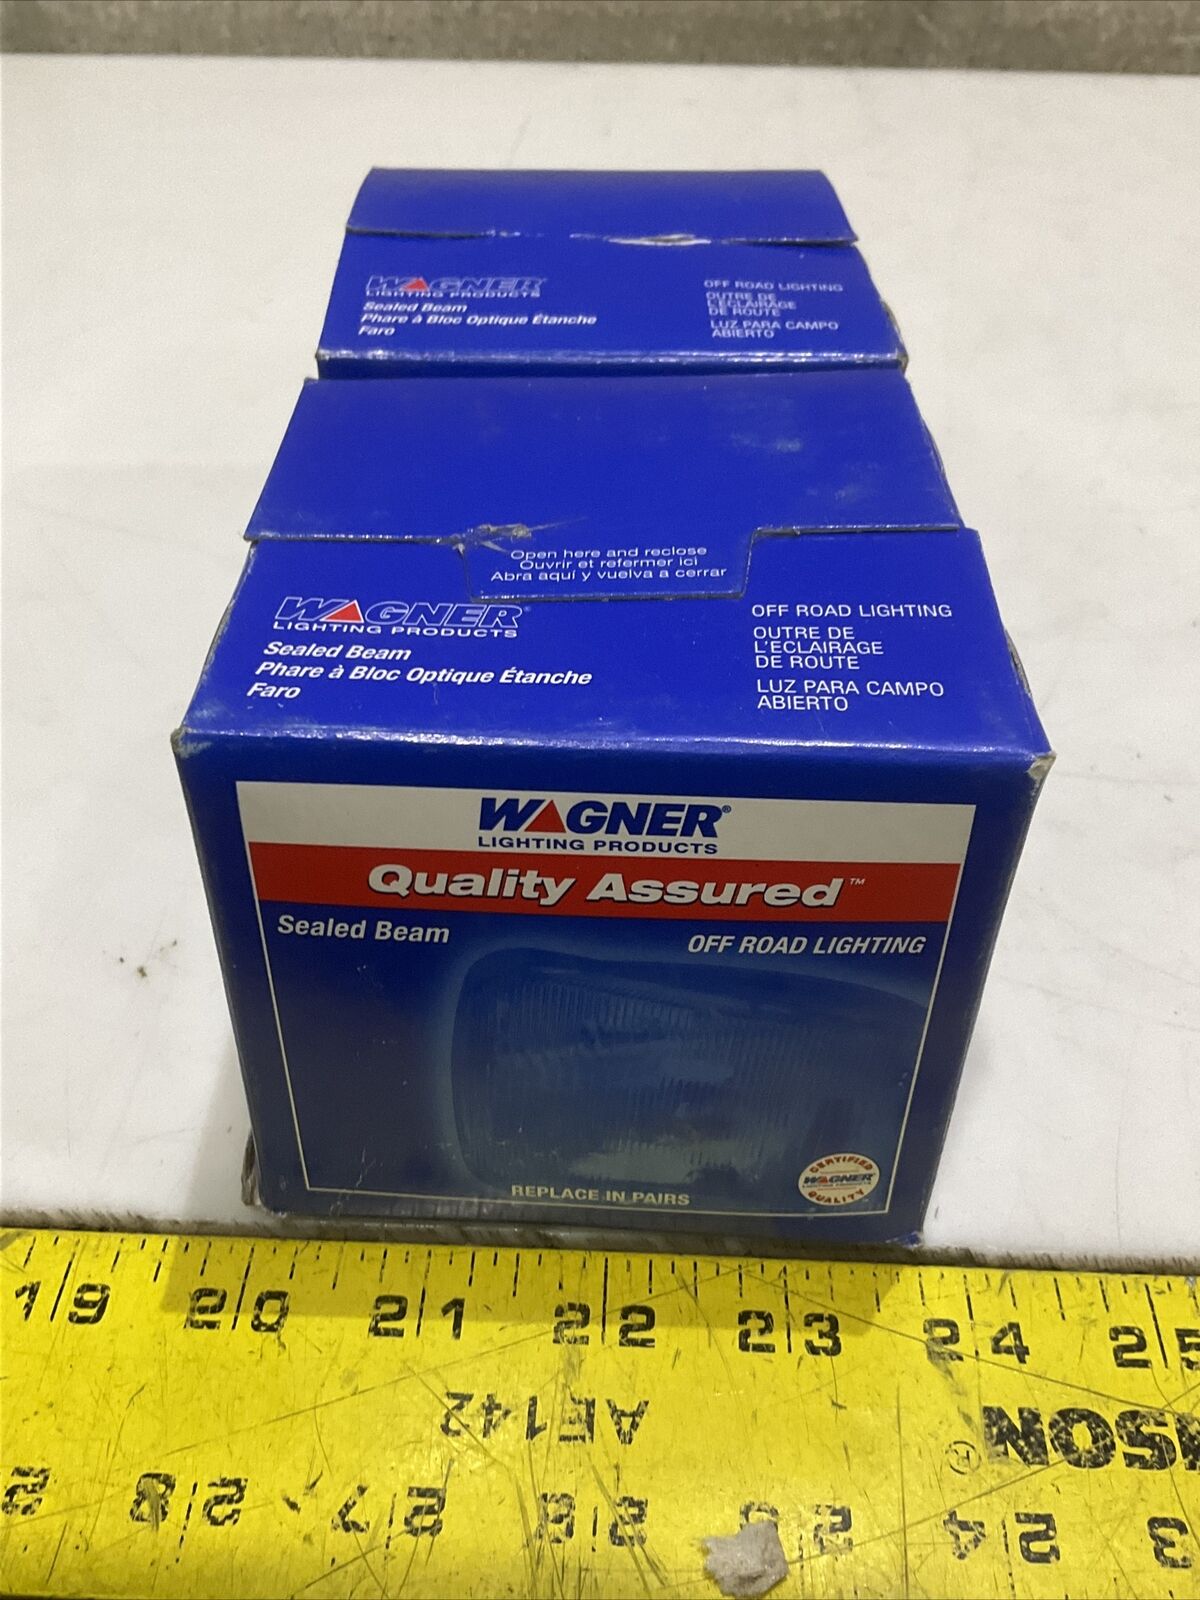 WAGNER
LIGHTING PRODUCTS
Sealed Beam
Phare à Bloc Optique Étanche
Faro
OFF ROAD LIGHTING
OUTRE DE
L'ECLAIRAGE
DE ROUTE
LUZ PARA CAMPO
ABIERTO
Open here and reclose
Ouvrir et refermer ici
Abra aquí y vuelva a cerrar
WAGNER®
LIGHTING PRODUCTS
Sealed Beam
Phare à Bloc Optique Étanche
Faro
OFF ROAD LIGHTING
OUTRE DE
L'ECLAIRAGE
DE ROUTE
LUZ PARA CAMPO
ABIERTO
WAGNER®
LIGHTING PRODUCTS
Quality Assured™
Sealed Beam
OFF ROAD LIGHTING
CERTIFIED
WAGNER
LIGHTING PRODUCTS
QUALITY
REPLACE IN PAIRS
19 20 21 22 23 24 25
AE142
®